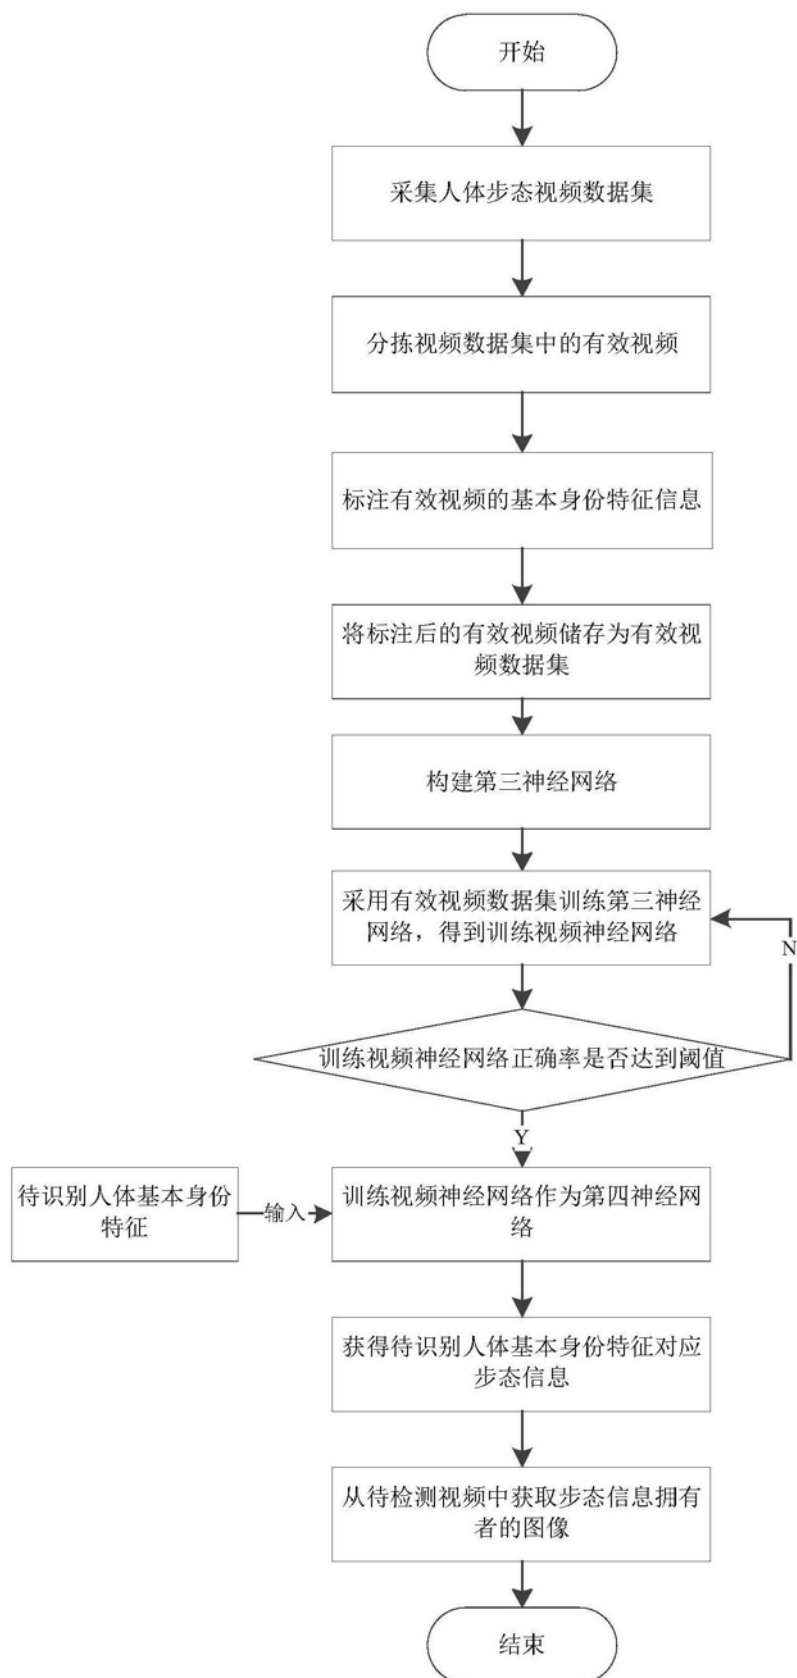 开始
采集人体步态视频数据集
分拣视频数据集中的有效视频
标注有效视频的基本身份特征信息
将标注后的有效视频储存为有效视
频数据集
构建第三神经网络
采用有效视频数据集训练第三神经
网络，得到训练视频神经网络
N
训练视频神经网络正确率是否达到阈值
Y
待识别人体基本身份
特征
输入
训练视频神经网络作为第四神经网
络
获得待识别人体基本身份特征对应
步态信息
从待检测视频中获取步态信息拥有
者的图像
结束